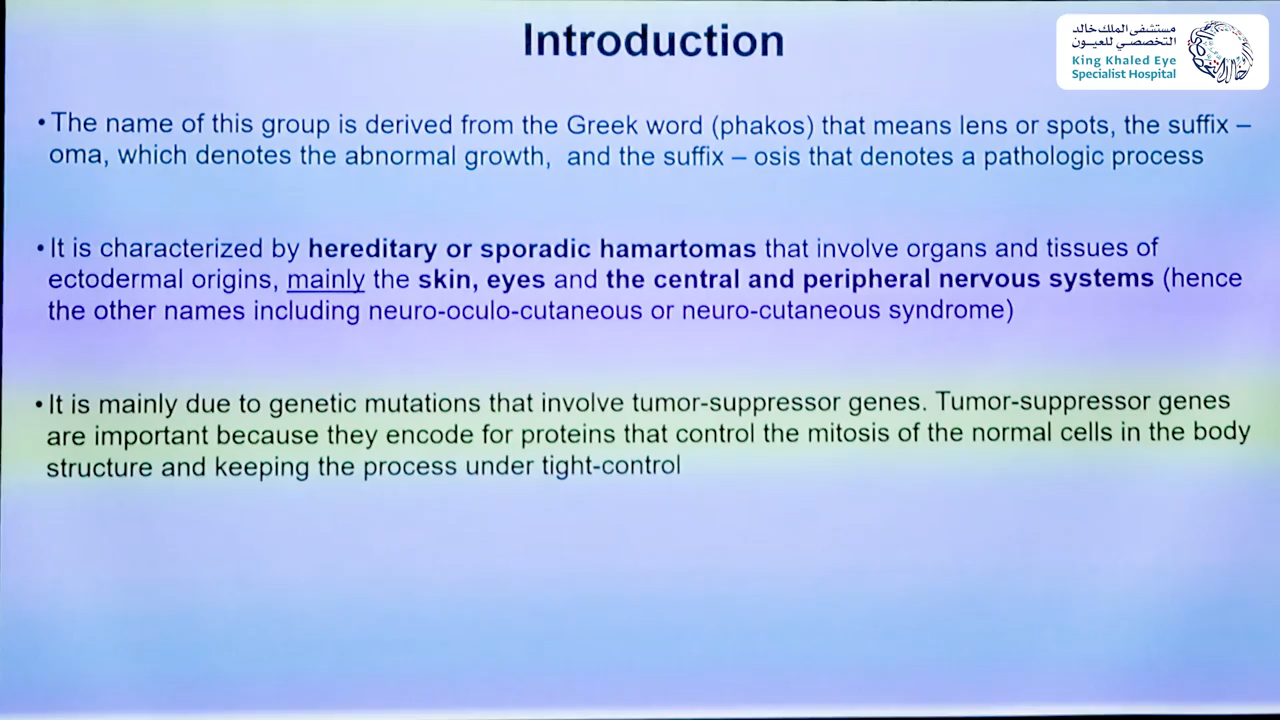 Introduction
مستشفى الملك خالد
التخصصي للعيون
King Khaled Eye
Specialist Hospital
• The name of this group is derived from the Greek word (phakos) that means lens or spots, the suffix –
oma, which denotes the abnormal growth, and the suffix – osis that denotes a pathologic process
• It is characterized by hereditary or sporadic hamartomas that involve organs and tissues of
ectodermal origins, mainly the skin, eyes and the central and peripheral nervous systems (hence
the other names including neuro-oculo-cutaneous or neuro-cutaneous syndrome)
• It is mainly due to genetic mutations that involve tumor-suppressor genes. Tumor-suppressor genes
are important because they encode for proteins that control the mitosis of the normal cells in the body
structure and keeping the process under tight-control